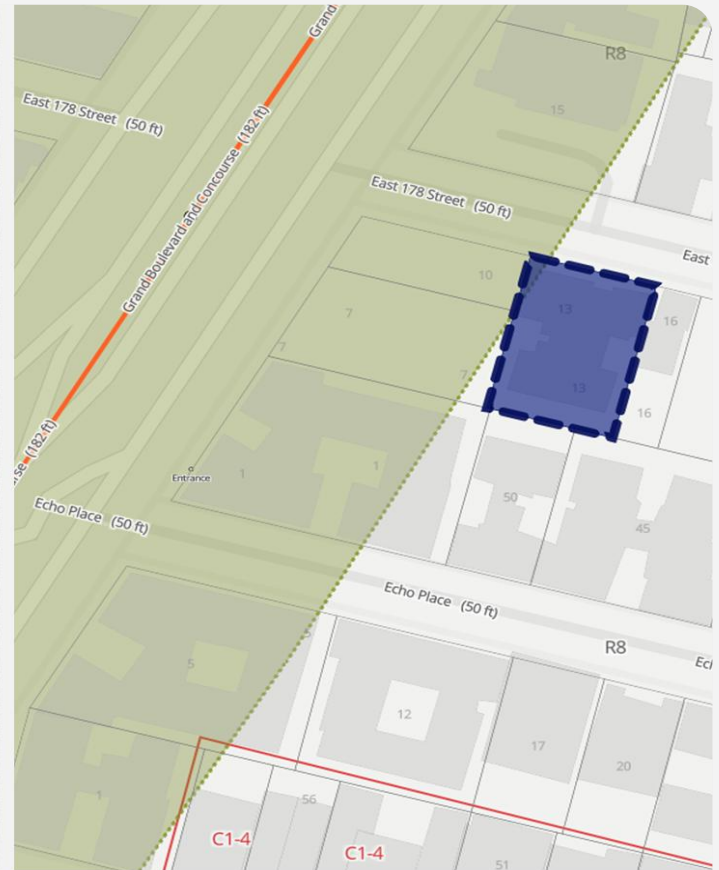 Grand
R8
East 178 Street (50 ft)
15
Grand Boulevard and Concourse (182 ft)
East 178 Street (50 ft)
East
10
13
7
16
7
7
13
16
rse (182 ft)
1
1
Entrance
50
Echo Place (50 ft)
45
Echo Place (50 ft)
R8
Ec
5
12
17
20
1
56
C1-4
C1-4
51